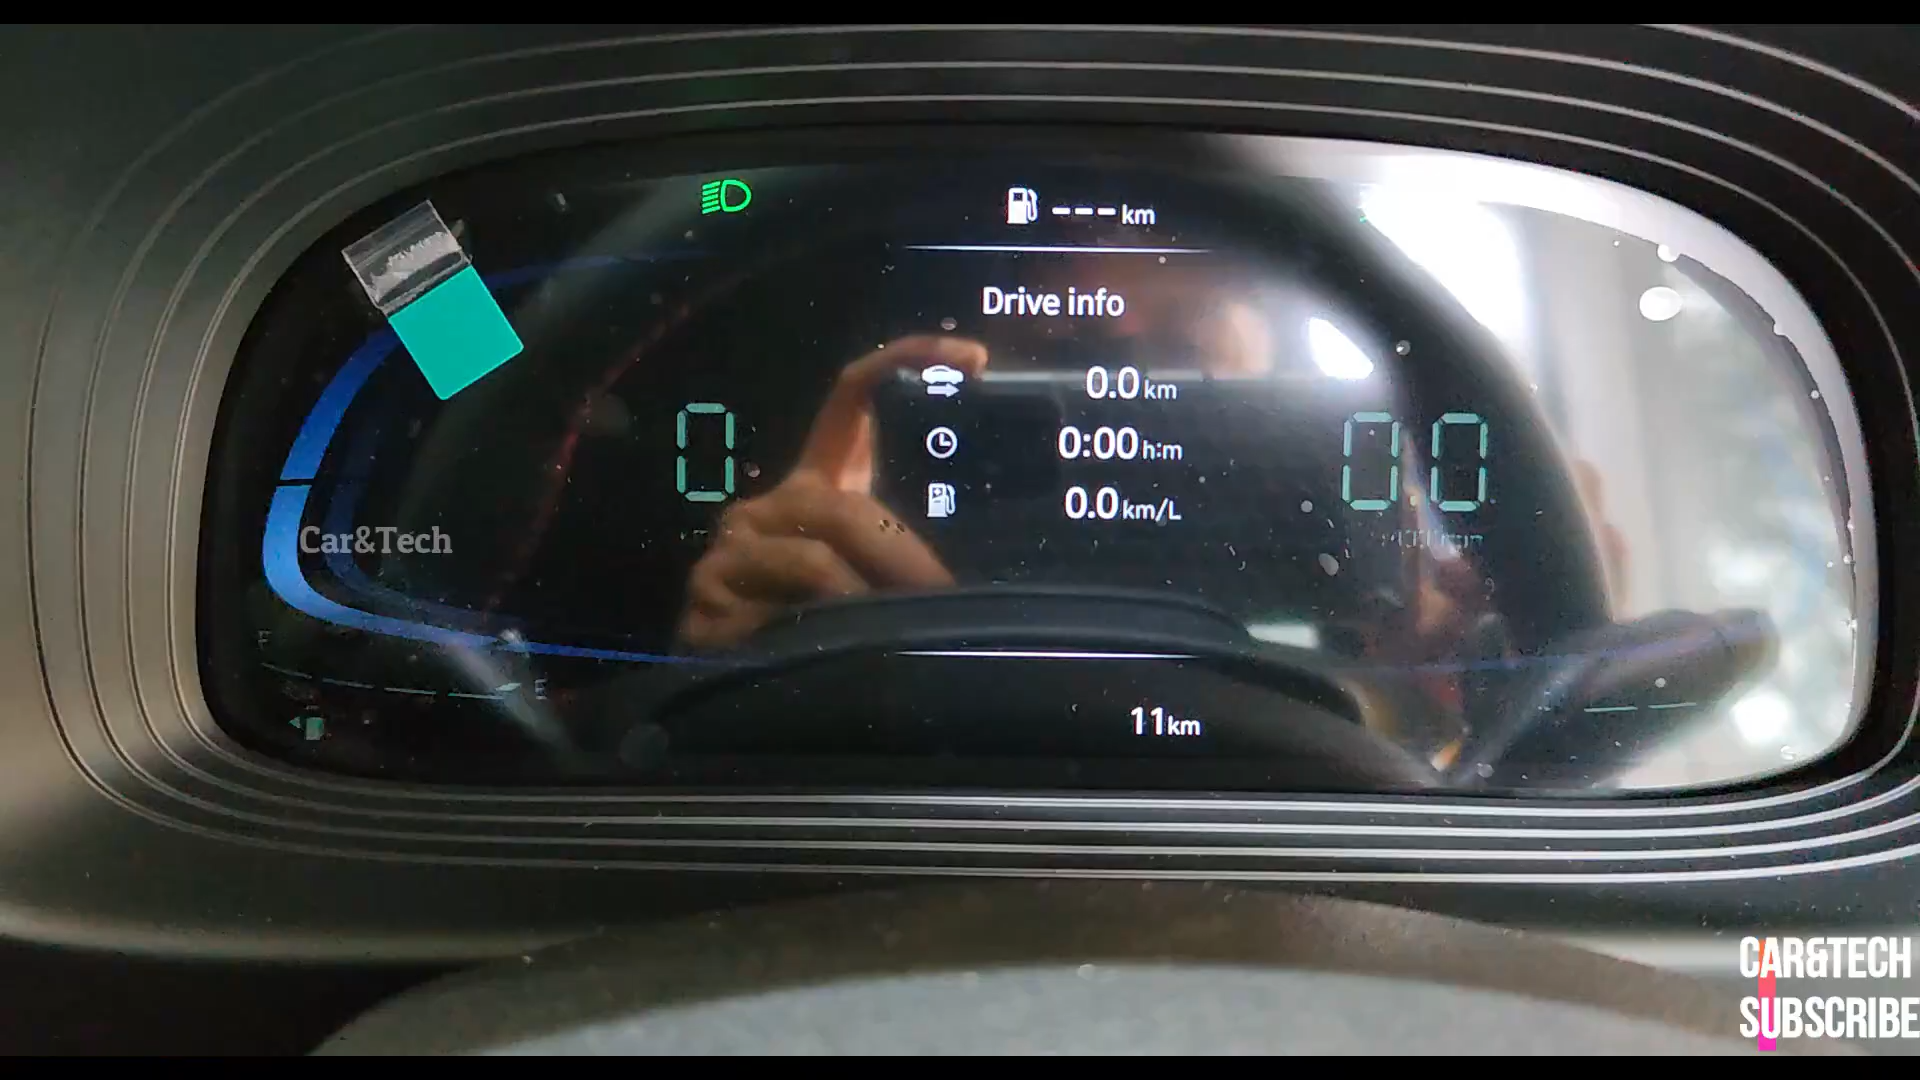 --- km
Drive info
0.0 km
0:00 h:m
0.0 km/L
0
00
Car&Tech
E
11 km
CAR&TECH
SUBSCRIBE